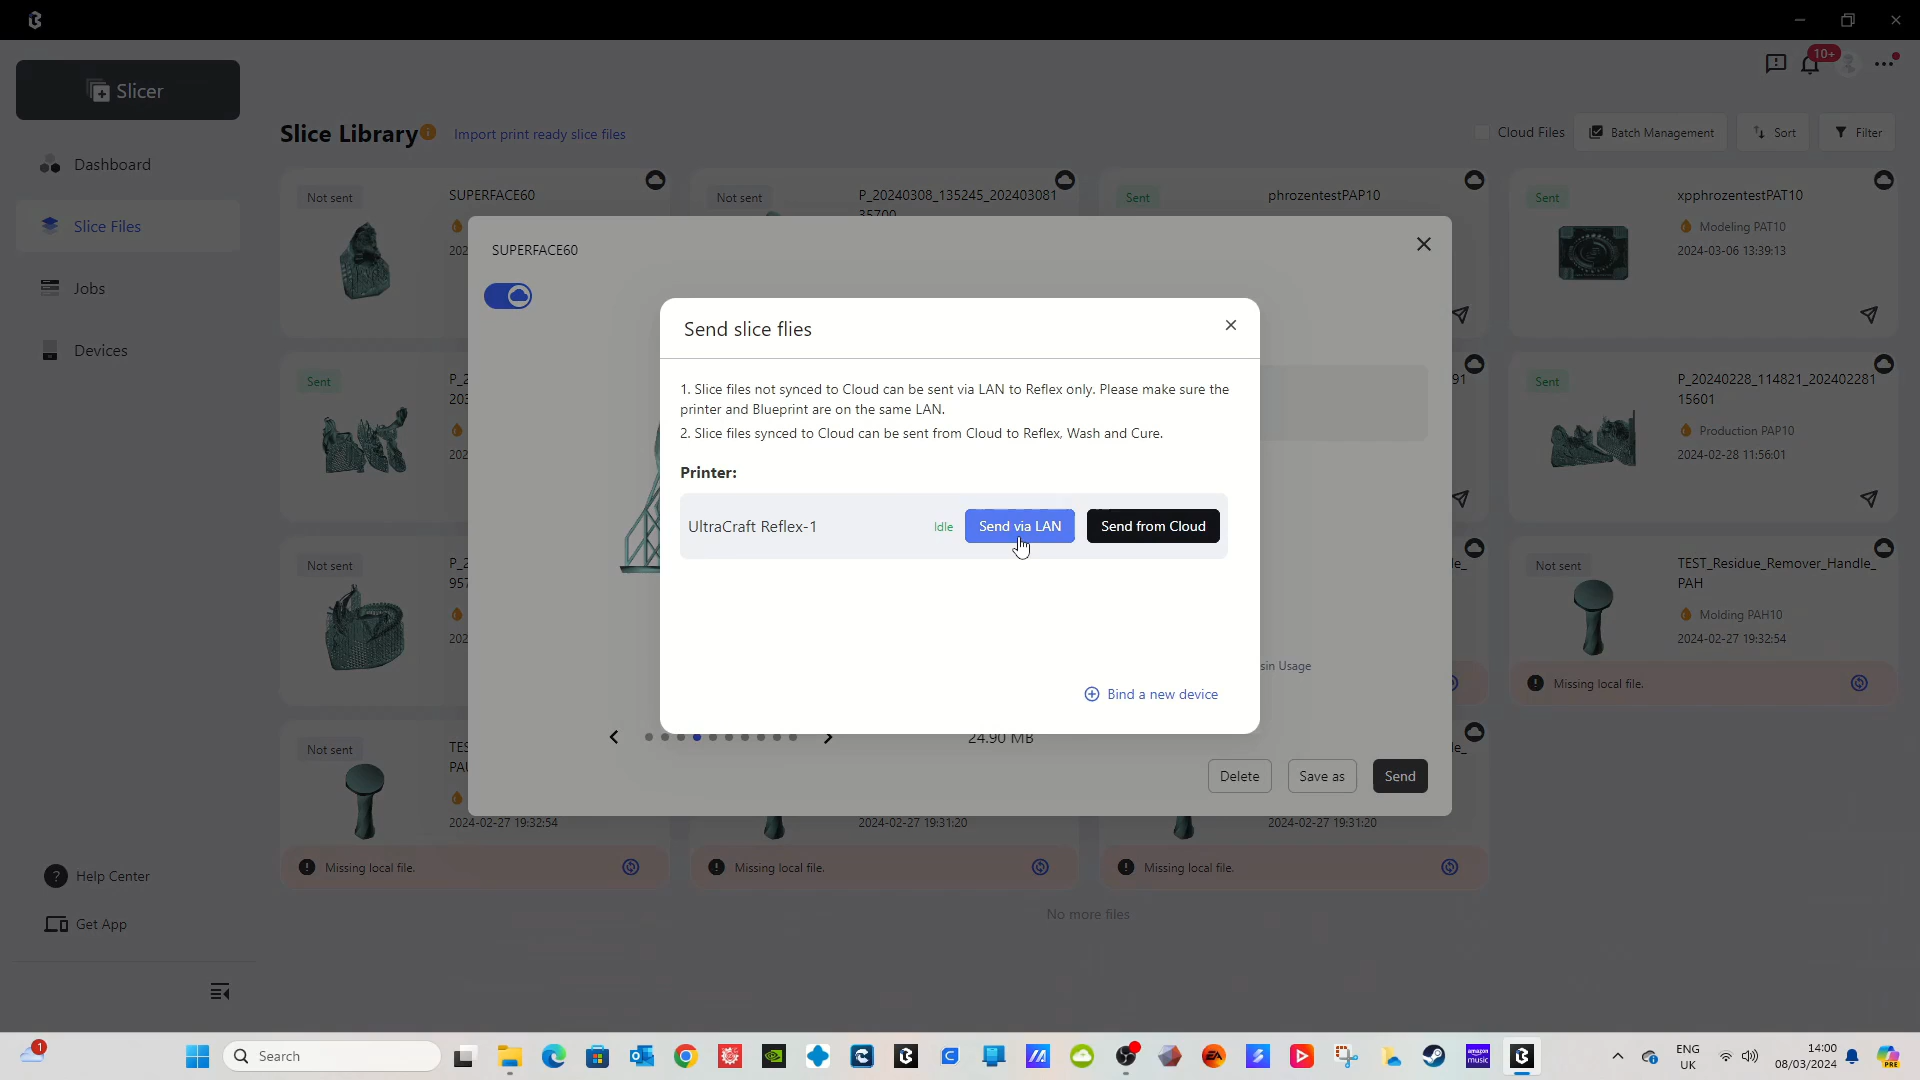 10+
Slicer
Slice Library
Import print ready slice files
Cloud Files
Batch Management
Sort
Filter
Dashboard
Slice Files
Jobs
Devices
Not sent
SUPERFACE60
202
Not sent
P_20240308_135245_202403081
35700
Sent
phrozentestPAP10
Sent
xpphrozentestPAT10
Modeling PAT10
2024-03-06 13:39:13
SUPERFACE60
Send slice flies
1. Slice files not synced to Cloud can be sent via LAN to Reflex only. Please make sure the
printer and Blueprint are on the same LAN.
2. Slice files synced to Cloud can be sent from Cloud to Reflex, Wash and Cure.
Printer:
UltraCraft Reflex-1
Idle
Send via LAN
Send from Cloud
Bind a new device
Sent
P_2
203
202
91
Sent
P_20240228_114821_202402281
15601
Production PAP10
2024-02-28 11:56:01
Not sent
P_2
957
202
le_
Not sent
TEST_Residue_Remover_Handle_
PAH
Molding PAH10
2024-02-27 19:32:54
Missing local file.
sin Usage
24.90 MB
Delete
Save as
Send
Not sent
TES
PAU
2024-02-27 19:32:54
Missing local file.
2024-02-27 19:31:20
Missing local file.
le_
2024-02-27 19:31:20
Missing local file.
No more files
Help Center
Get App
1
Search
ENG
UK
14:00
08/03/2024